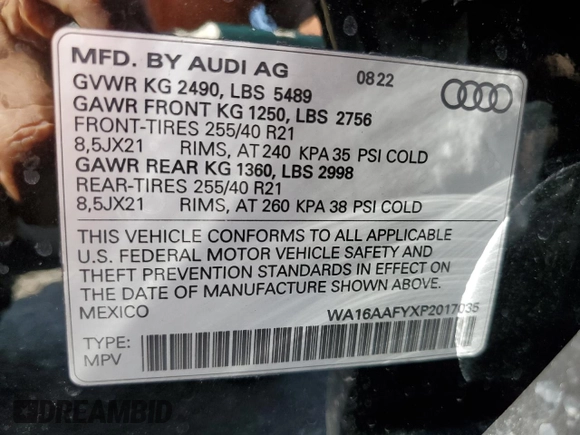 MFD. BY AUDI AG 08.22
GVWR KG 2490, LBS 5489
GAWR FRONT KG 1250, LBS 2756
FRONT-TIRES 255/40 R21
8,5JX21 RIMS, AT 240 KPA 35 PSI COLD
GAWR REAR KG 1360, LBS 2998
REAR-TIRES 255/40 R21
8,5JX21 RIMS, AT 260 KPA 38 PSI COLD
THIS VEHICLE CONFORMS TO ALL APPLICABLE
U.S. FEDERAL MOTOR VEHICLE SAFETY AND
THEFT PREVENTION STANDARDS IN EFFECT ON
THE DATE OF MANUFACTURE SHOWN ABOVE.
MEXICO WA16AAFYXP2017035
TYPE:
MPV
DREAMBID